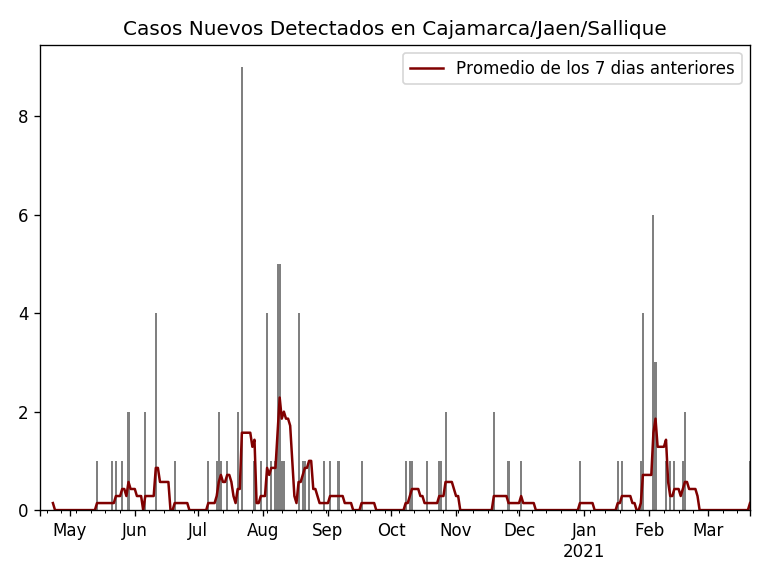 Casos Nuevos Detectados en Cajamarca/Jaen/Sallique
Promedio de los 7 dias anteriores
8
6
4
2
0
May Jun Jul Aug Sep Oct Nov Dec Jan Feb Mar
2021